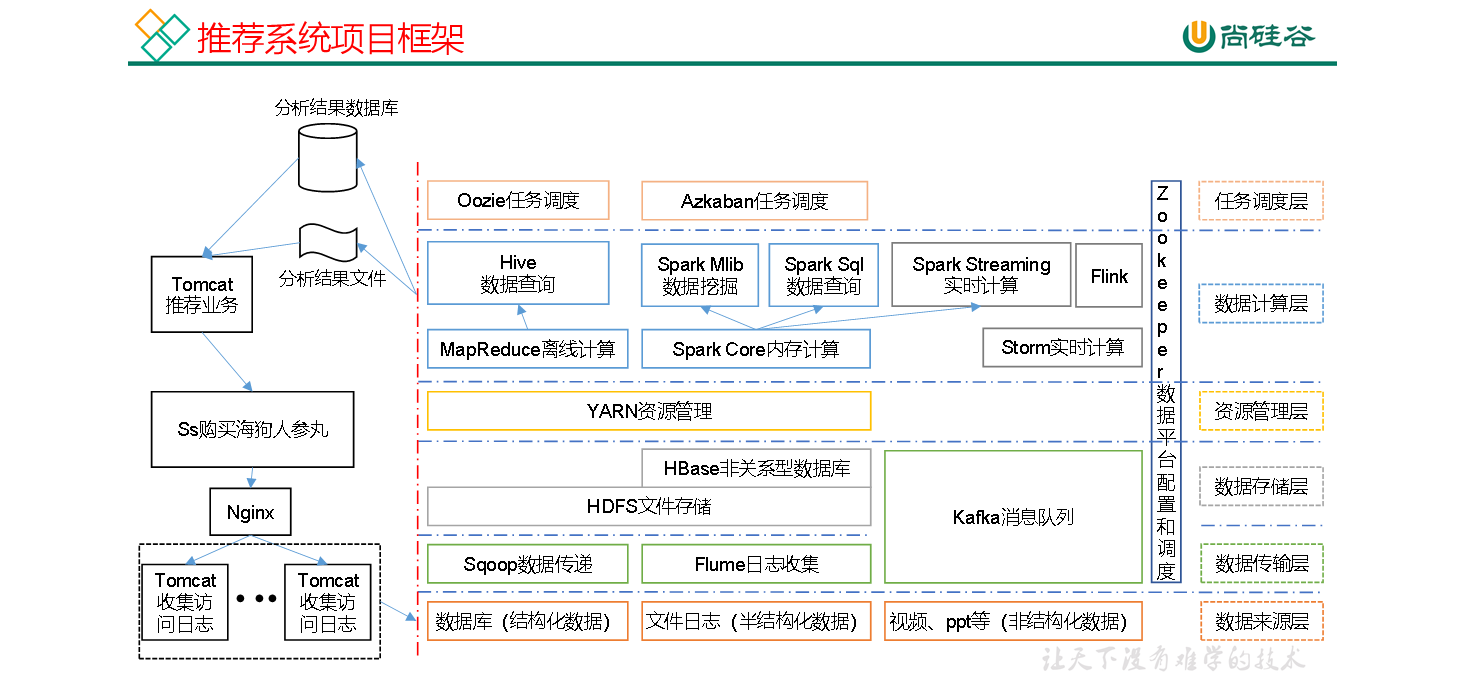 推荐系统项目框架
尚硅谷
分析结果数据库
分析结果文件
Tomcat
推荐业务
Ss购买海狗人参丸
Nginx
Tomcat
收集访
问日志
Tomcat
收集访
问日志
Oozie任务调度
Azkaban任务调度
任务调度层
Hive
数据查询
Spark Mlib
数据挖掘
Spark Sql
数据查询
Spark Streaming
实时计算
Flink
数据计算层
MapReduce离线计算
Spark Core内存计算
Storm实时计算
YARN资源管理
资源管理层
HBase非关系型数据库
HDFS文件存储
Kafka消息队列
数据存储层
Sqoop数据传递
Flume日志收集
数据传输层
数据库（结构化数据）
文件日志（半结构化数据）
视频、ppt等（非结构化数据）
数据来源层
Zookeeper数据平台配置和调度
让天下没有难学的技术